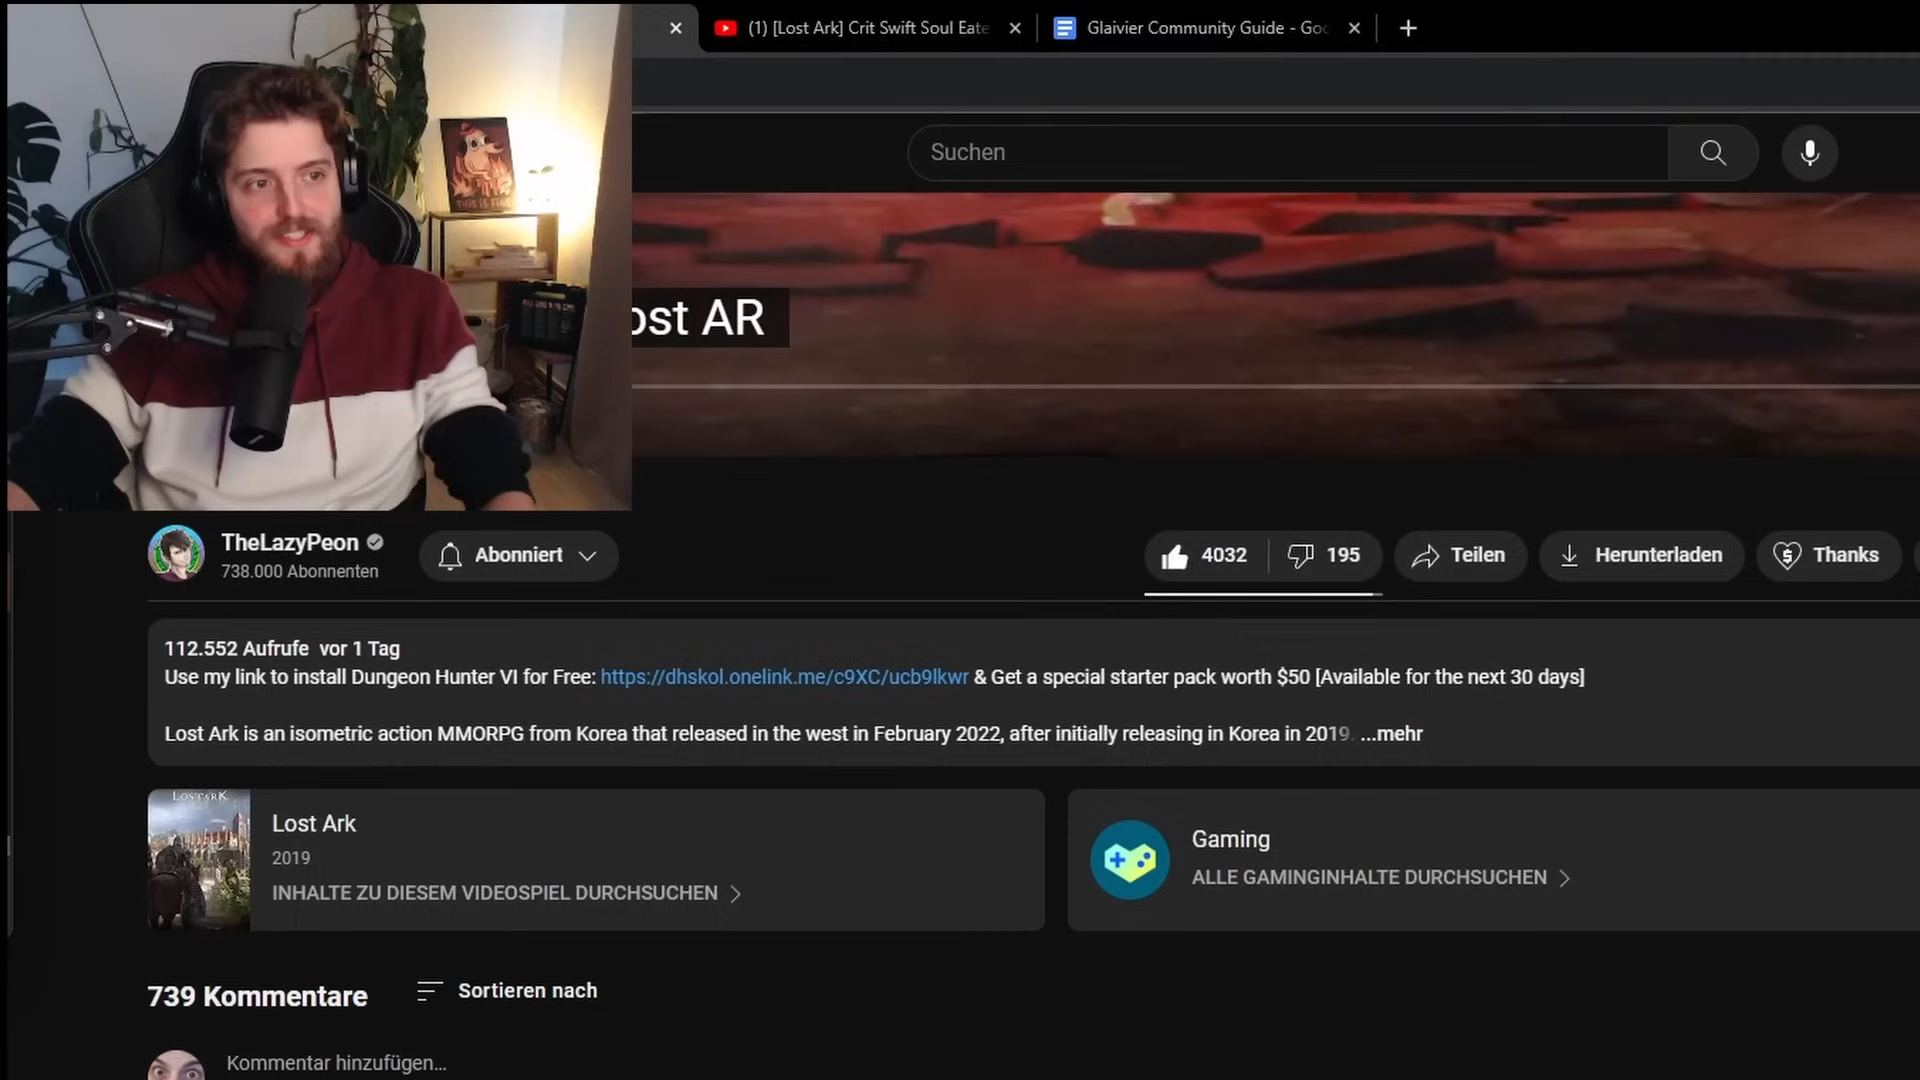 (1) [Lost Ark] Crit Swift Soul Eate
Glaivier Community Guide - Goo
Suchen
THIS IS FINE
ost AR
TheLazyPeon
738.000 Abonnenten
Abonniert
4032
195
Teilen
Herunterladen
Thanks
112.552 Aufrufe vor 1 Tag
Use my link to install Dungeon Hunter VI for Free: https://dhskol.onelink.me/c9XC/ucb9lkwr & Get a special starter pack worth $50 [Available for the next 30 days]
Lost Ark is an isometric action MMORPG from Korea that released in the west in February 2022, after initially releasing in Korea in 2019. ...mehr
LOST ARK
Lost Ark
2019
INHALTE ZU DIESEM VIDEOSPIEL DURCHSUCHEN
Gaming
ALLE GAMINGINHALTE DURCHSUCHEN
739 Kommentare
Sortieren nach
Kommentar hinzufügen...